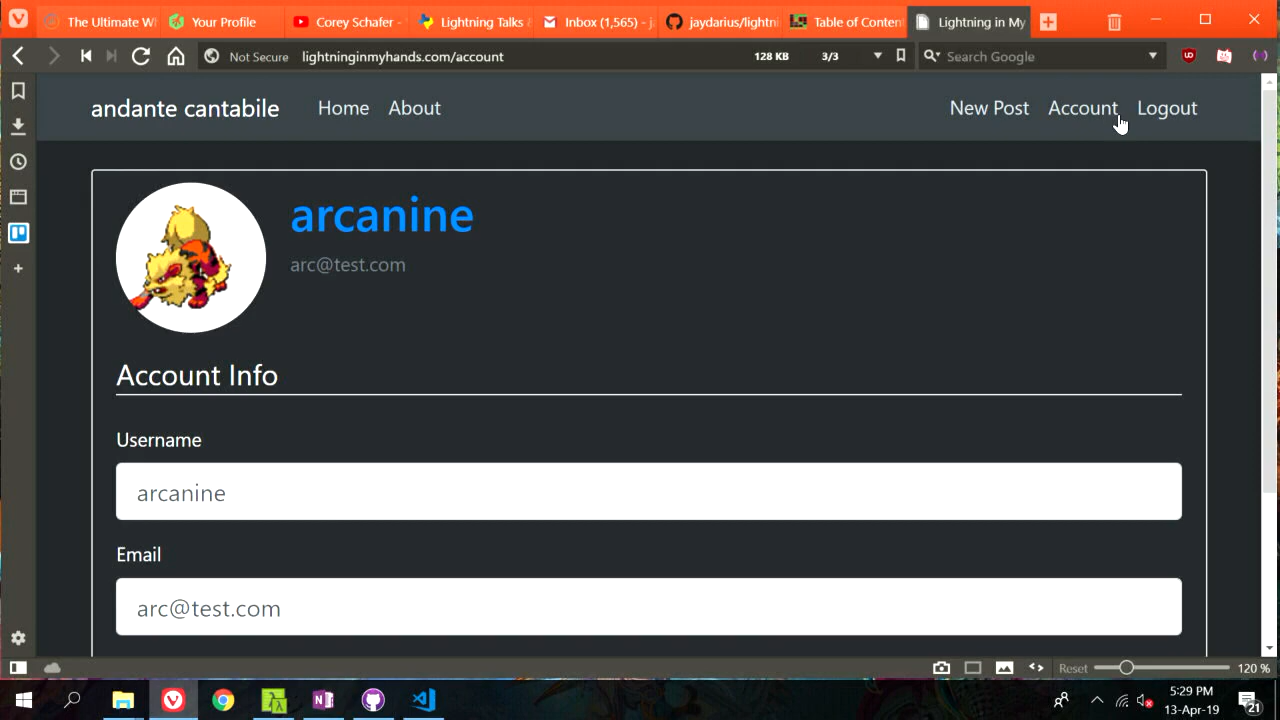 The Ultimate W
Your Profile
Corey Schafer -
Lightning Talks
Inbox (1,565) - j
jaydarius/lightni
Table of Conten
Lightning in My
Not Secure
lightninginmyhands.com/account
128 KB
3/3
Search Google
andante cantabile
Home
About
New Post
Account
Logout
arcanine
arc@test.com
Account Info
Username
arcanine
Email
arc@test.com
Reset
120 %
5:29 PM
13-Apr-19
21